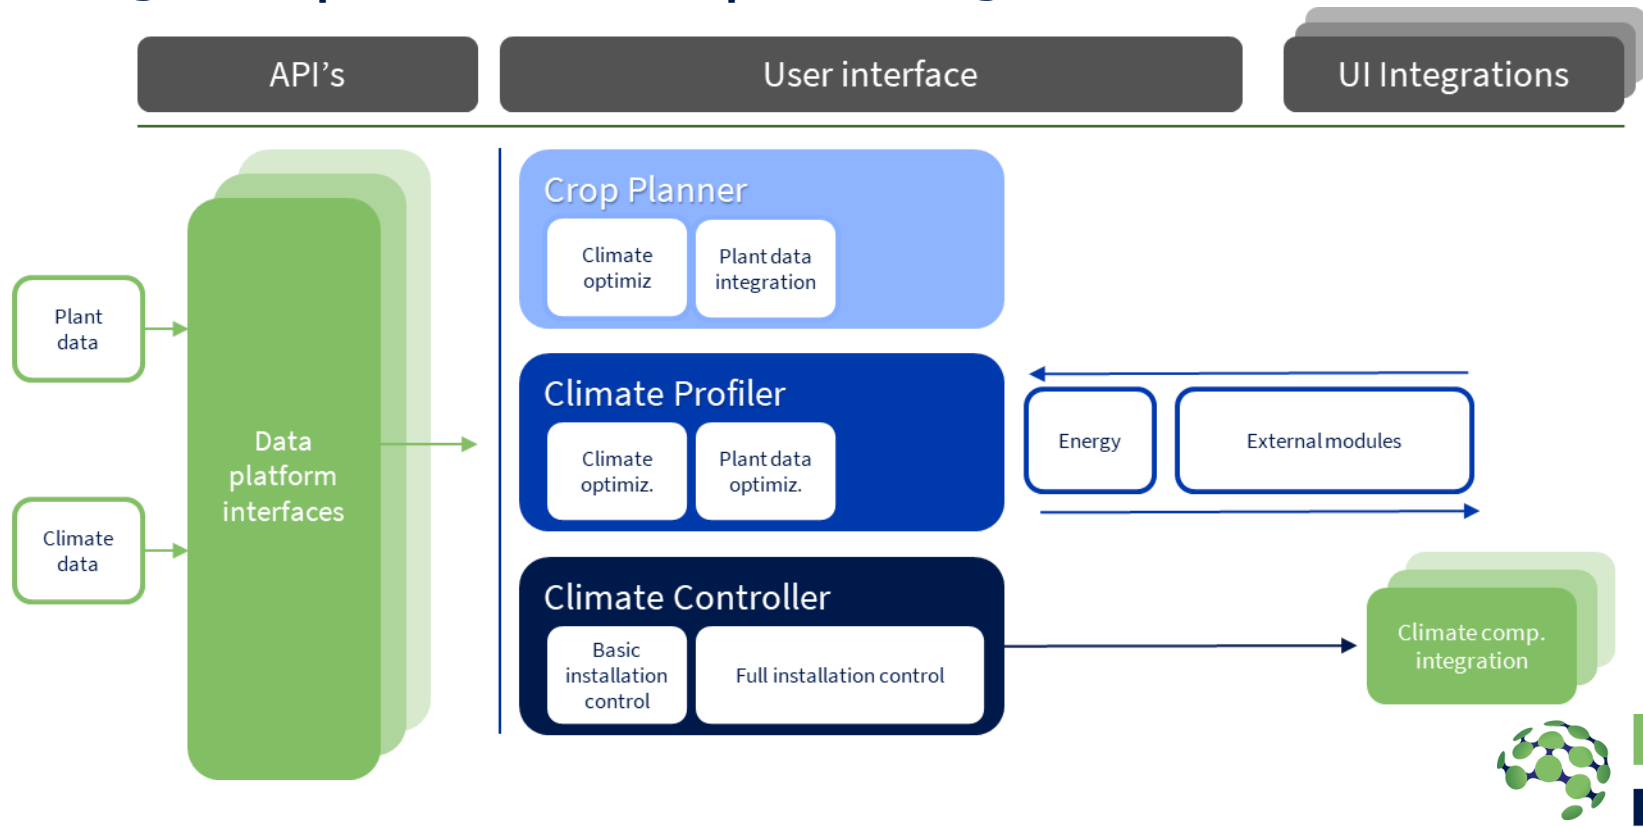 API's
User interface
UI Integrations
Crop Planner
Climate
optimiz
Plant data
integration
Plant
data
Climate Profiler
Climate
optimiz.
Plant data
optimiz.
Energy
External modules
Data
platform
interfaces
Climate
data
Climate Controller
Basic
installation
control
Full installation control
Climate comp.
integration